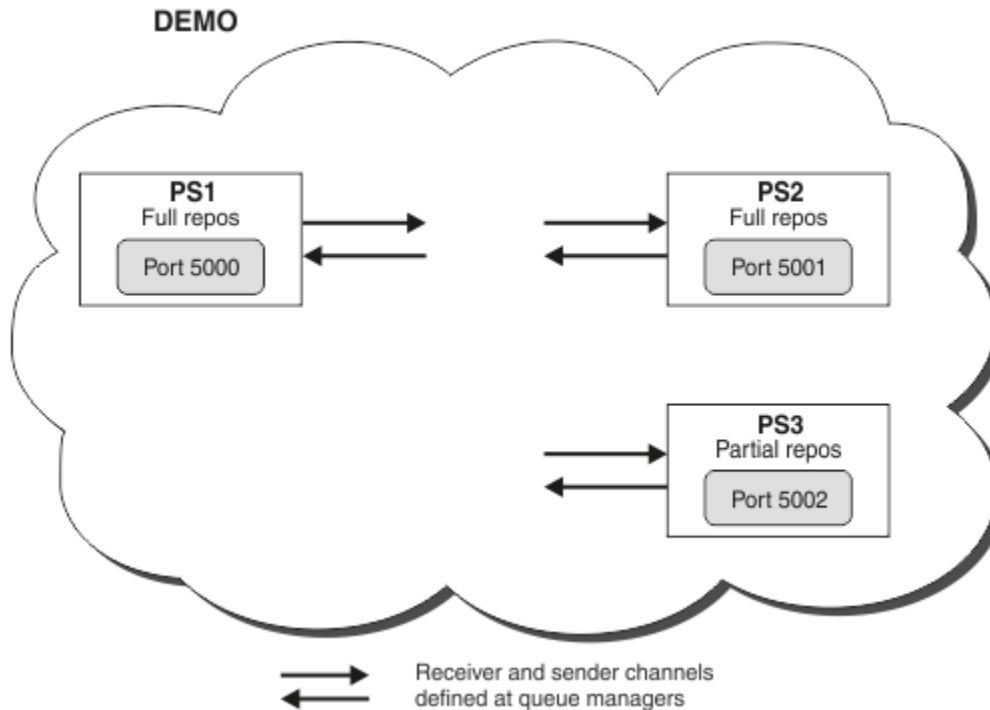 DEMO
PS1
Full repos
Port 5000
PS2
Full repos
Port 5001
PS3
Partial repos
Port 5002
Receiver and sender channels
defined at queue managers